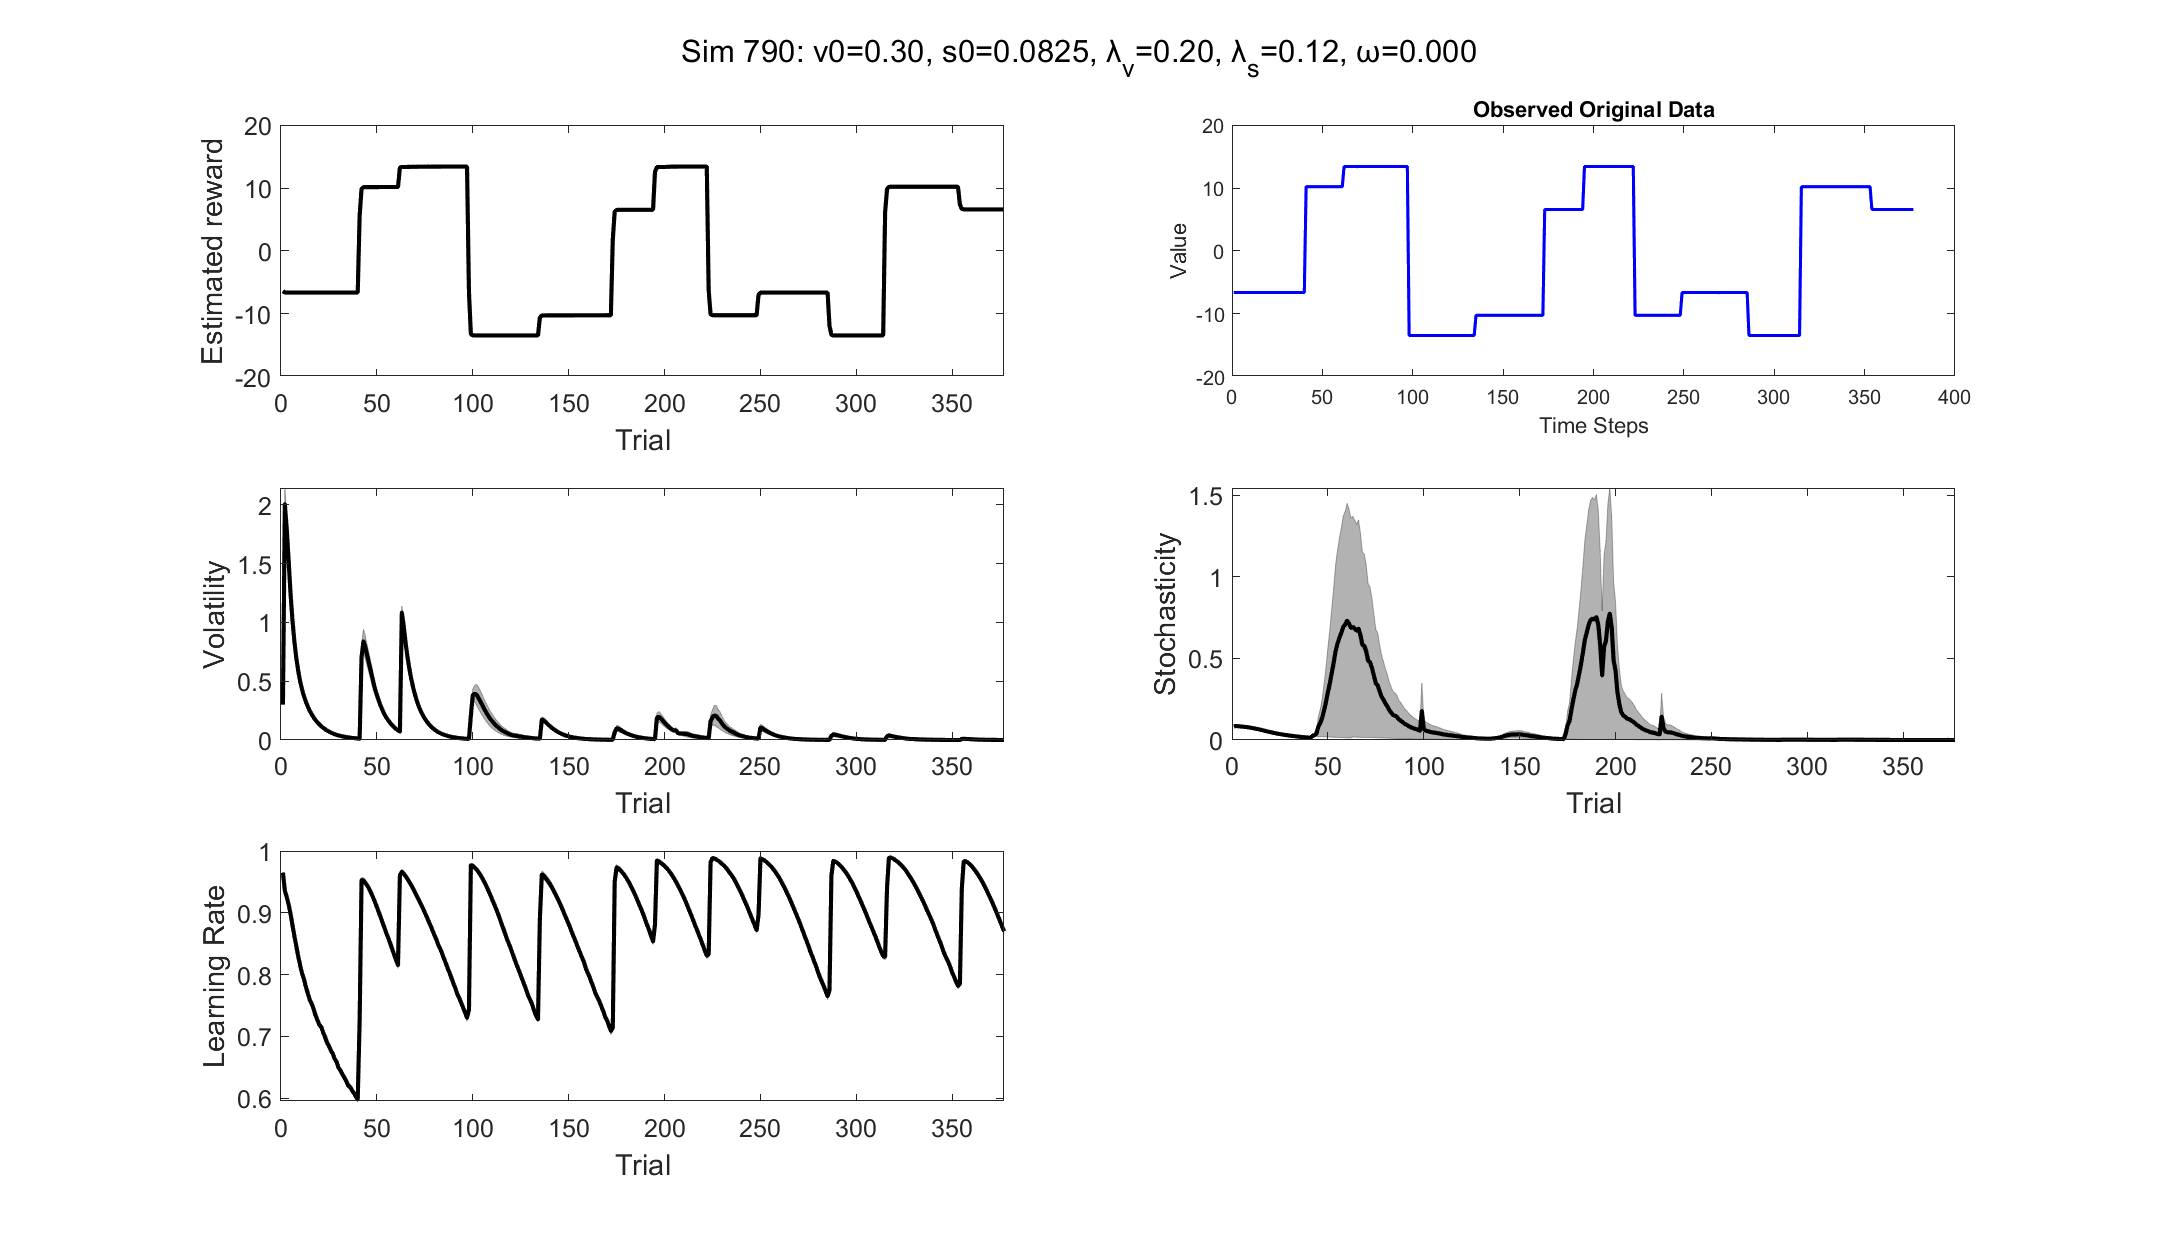 Sim 790: v0=0.30, s0=0.0825, λv=0.20, λs=0.12, ω=0.000
Estimated reward
20
10
0
-10
-20
0 50 100 150 200 250 300 350
Trial
Observed Original Data
Value
20
10
0
-10
-20
0 50 100 150 200 250 300 350 400
Time Steps
Volatility
2
1.5
1
0.5
0
0 50 100 150 200 250 300 350
Trial
Stochasticity
1.5
1
0.5
0
0 50 100 150 200 250 300 350
Trial
Learning Rate
1
0.9
0.8
0.7
0.6
0 50 100 150 200 250 300 350
Trial